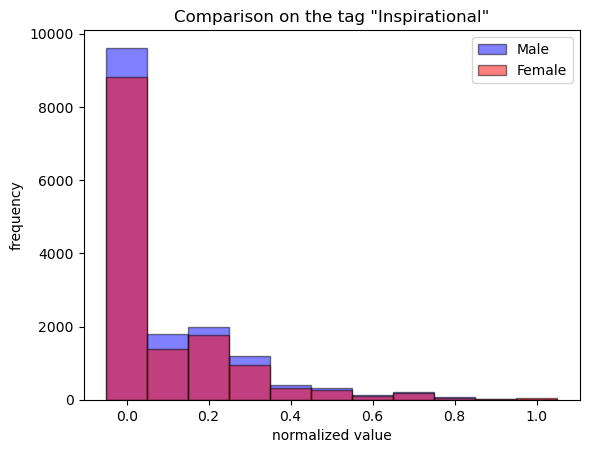 Comparison on the tag "Inspirational"
Male
Female
frequency
10000
8000
6000
4000
2000
0
0.0 0.2 0.4 0.6 0.8 1.0
normalized value